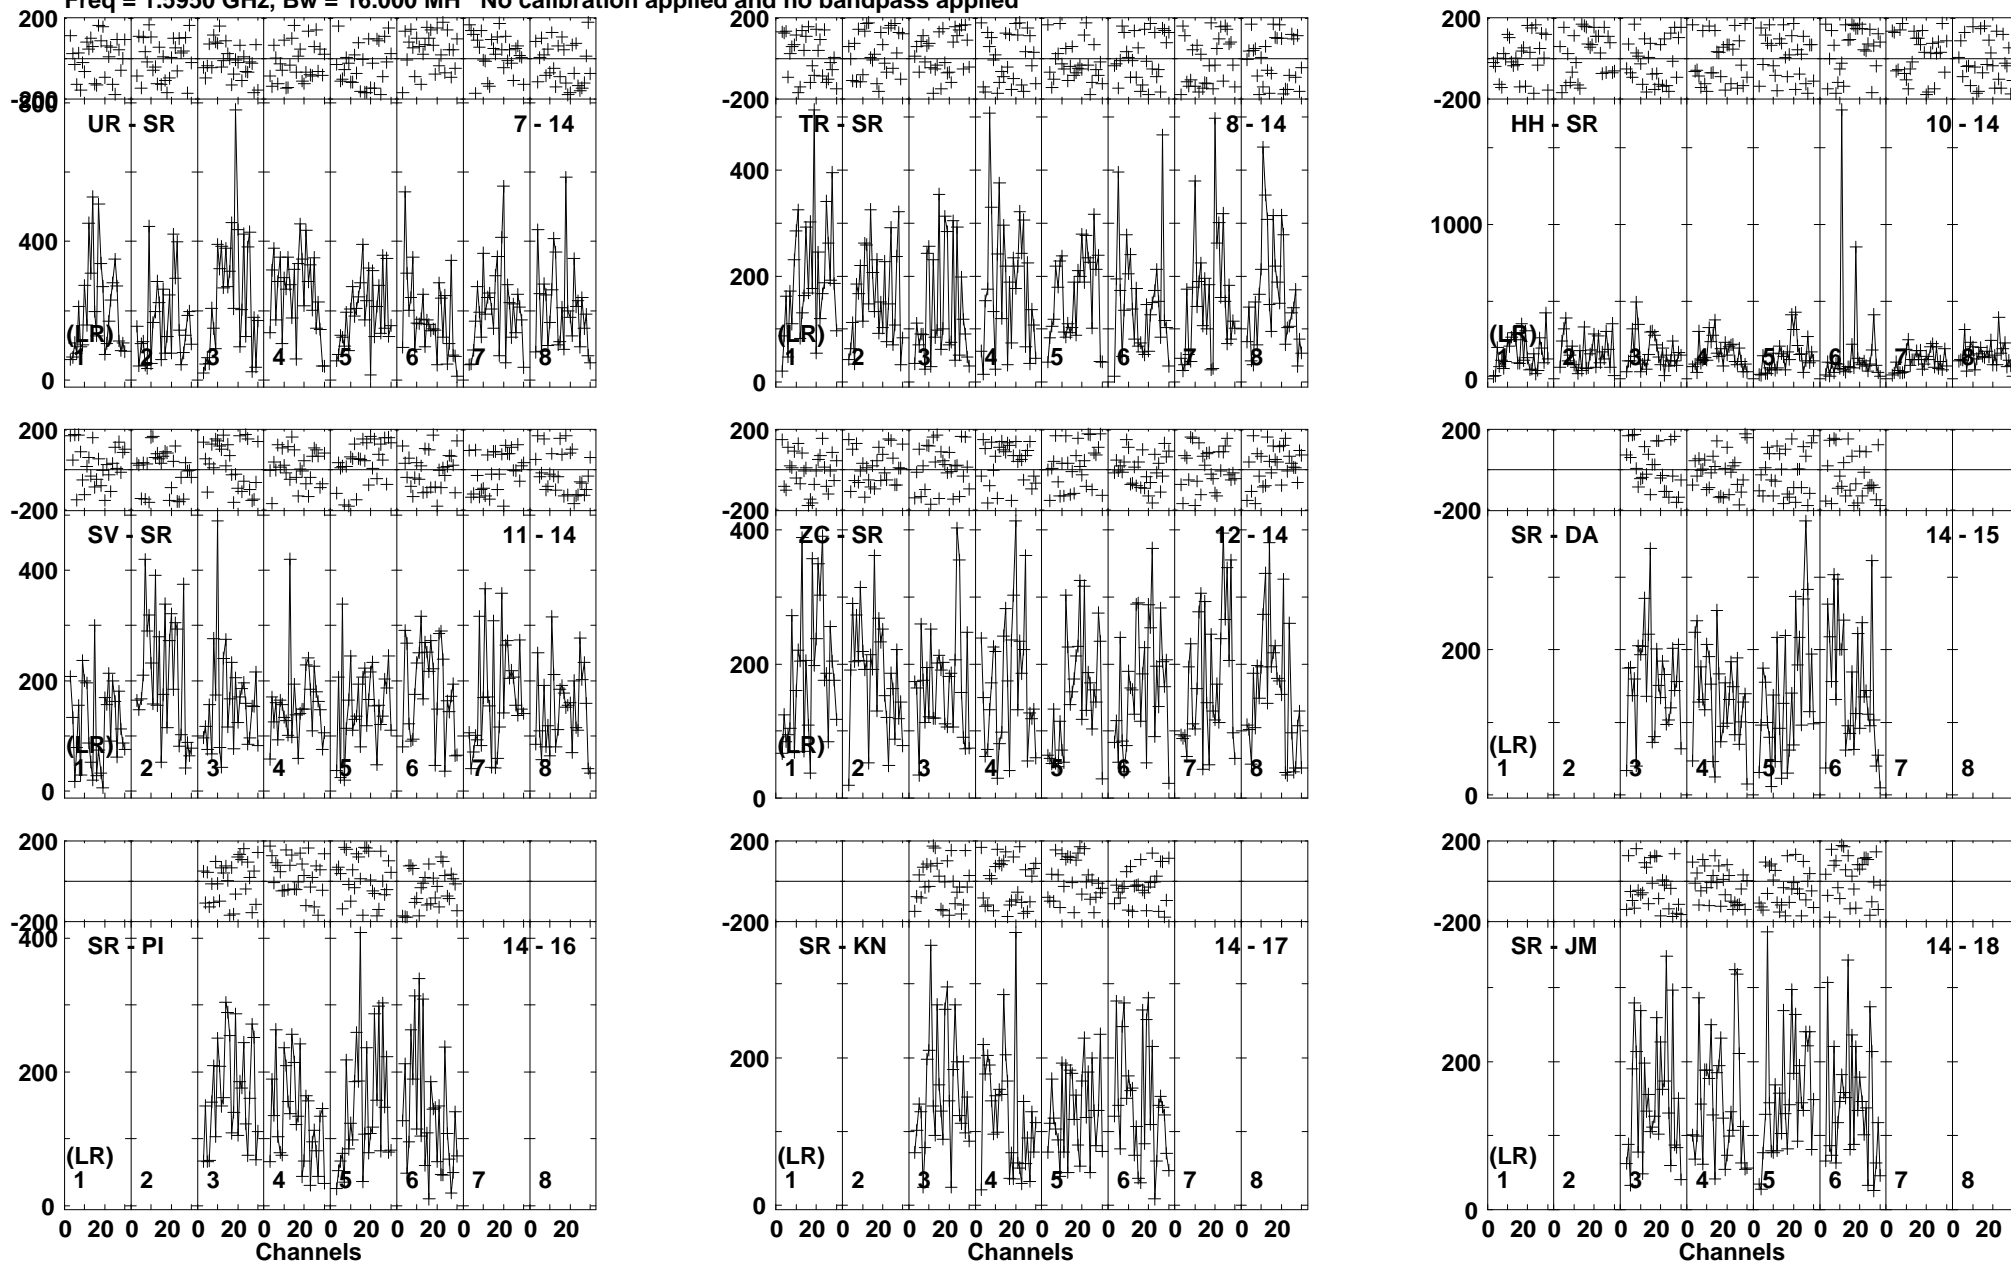 Freq = 1.5950 GHz, Bw = 16.000 MH No calibration applied and no bandpass applied
200 200 200
-200 -200 -200
800
UR - SR 7 - 14 TR - SR 8 - 14 HH - SR 10 - 14
400 400 1000
200
(LR) (LR) (LR)
1 2 3 4 5 6 7 8 1 2 3 4 5 6 7 8 1 2 3 4 5 6 7 8
0 0 0
200 200 200
-200 -200 -200
SV - SR 11 - 14 ZC - SR 12 - 14 SR - DA 14 - 15
400 400
200 200 200
(LR) (LR) (LR)
1 2 3 4 5 6 7 8 1 2 3 4 5 6 7 8 1 2 3 4 5 6 7 8
0 0 0
200 200 200
-200 -200 -200
400
SR - PI 14 - 16 SR - KN 14 - 17 SR - JM 14 - 18
200 200 200
(LR) (LR) (LR)
1 2 3 4 5 6 7 8 1 2 3 4 5 6 7 8 1 2 3 4 5 6 7 8
0 0 0
0 20 0 20 0 20 0 20 0 20 0 20 0 20 0 20 0 20 0 20 0 20 0 20 0 20 0 20 0 20 0 20 0 20 0 20 0 20 0 20 0 20 0 20 0 20 0 20
Channels Channels Channels